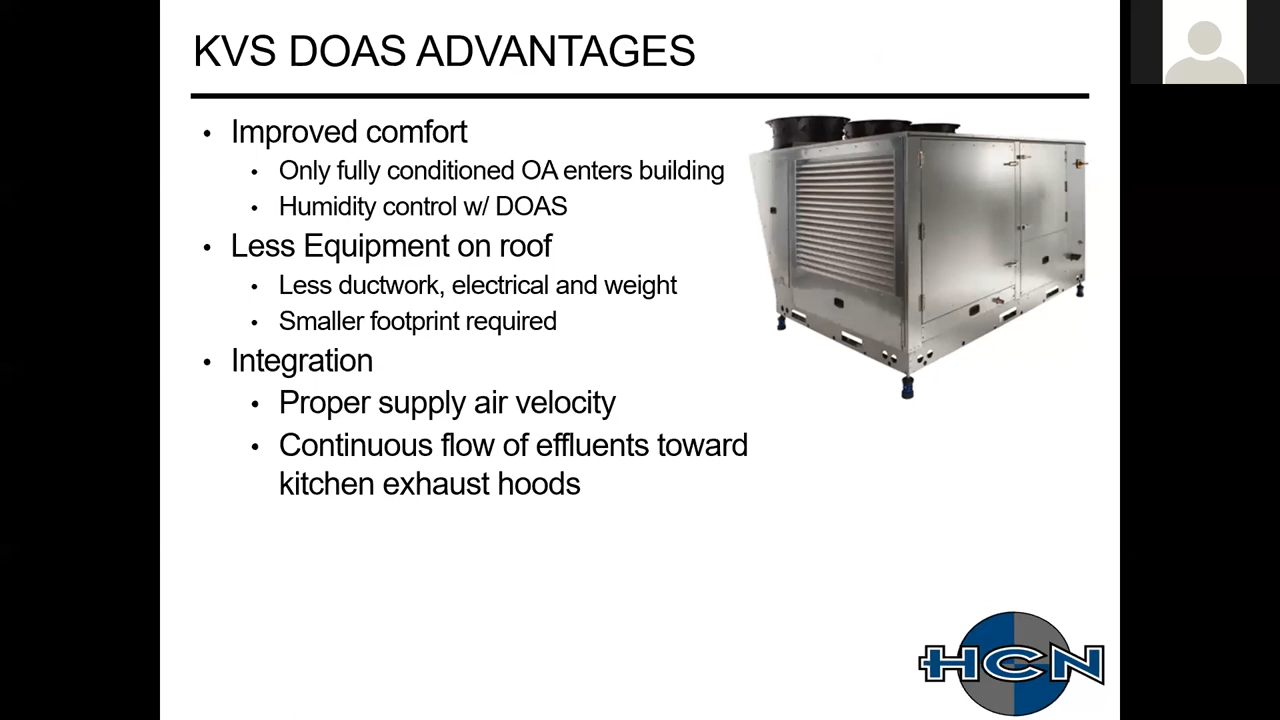 KVS DOAS ADVANTAGES
• Improved comfort
• Only fully conditioned OA enters building
• Humidity control w/ DOAS
• Less Equipment on roof
• Less ductwork, electrical and weight
• Smaller footprint required
• Integration
• Proper supply air velocity
• Continuous flow of effluents toward
kitchen exhaust hoods
HCN